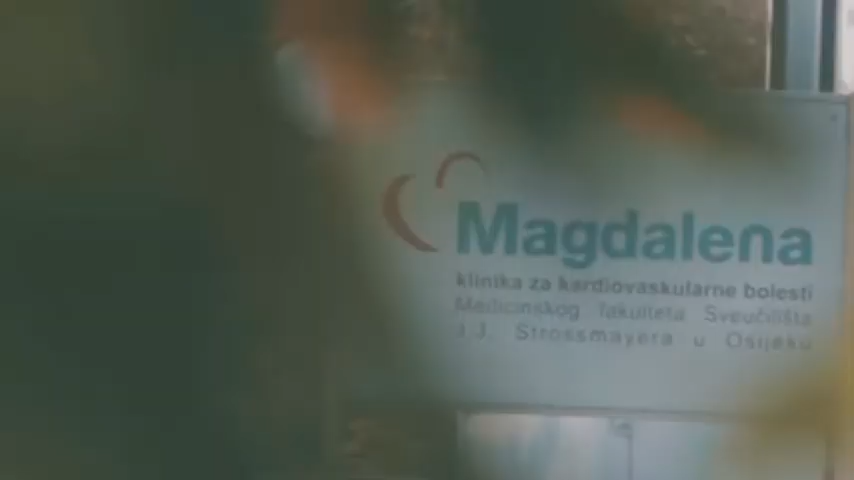 Magdalena
klinika za kardiovaskularne bolesti
Medicinskog fakulteta Sveučilišta
J.J. Strossmayera u Osijeku